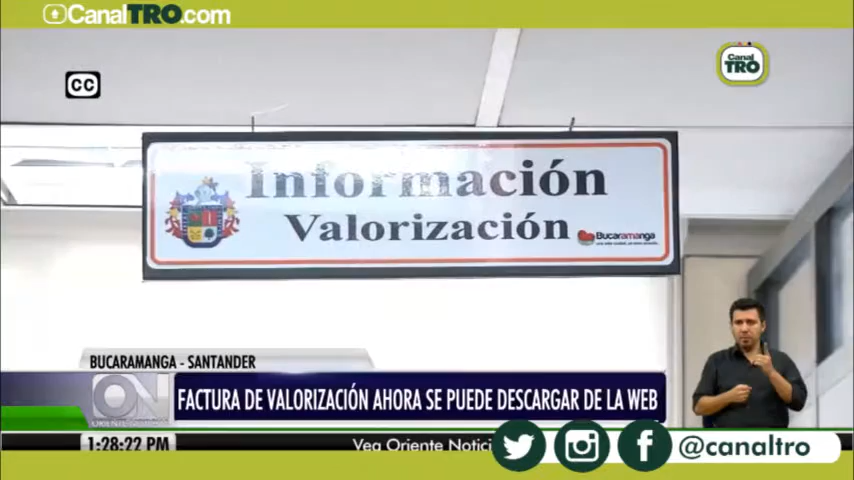 CanalTRO.com
Canal
TRO
CC
Información
Valorización
Bucaramanga
BUCARAMANGA - SANTANDER
ON
FACTURA DE VALORIZACIÓN AHORA SE PUEDE DESCARGAR DE LA WEB
1:28:22 PM
Vea Oriente Notici
@canaltro